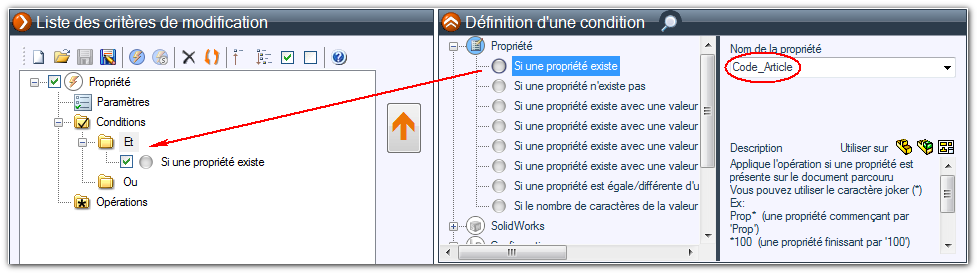 Liste des critères de modification
Propriété
Paramètres
Conditions
Et
Si une propriété existe
Ou
Opérations
Définition d'une condition
Propriété
Si une propriété existe
Si une propriété n'existe pas
Si une propriété existe avec une valeur
Si une propriété existe avec une valeur
Si une propriété existe avec une valeur
Si une propriété existe avec une valeur
Si une propriété est égale/différente d'u
Si le nombre de caractères de la valeur
SolidWorks
Nom de la propriété
Code_Article
Description Utiliser sur
Applique l'opération si une propriété est
présente sur le document parcouru
Vous pouvez utiliser le caractère joker (*)
Ex:
Prop* (une propriété commençant par
'Prop')
*100 (une propriété finissant par '100')